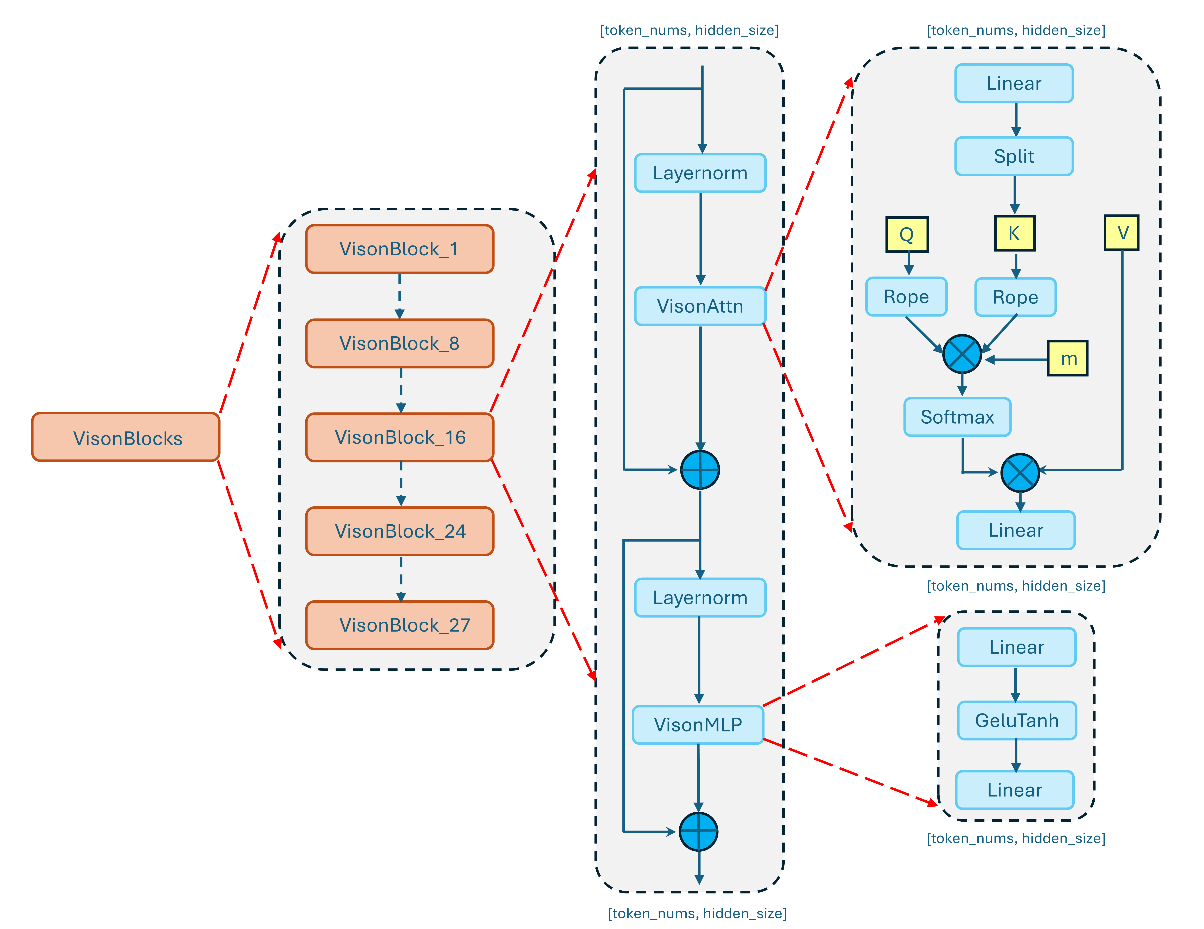 VisonBlocks
VisonBlock_1
VisonBlock_8
VisonBlock_16
VisonBlock_24
VisonBlock_27
[token_nums, hidden_size]
Layernorm
VisonAttn
Layernorm
VisonMLP
[token_nums, hidden_size]
[token_nums, hidden_size]
Linear
Split
Q
K
V
Rope
Rope
m
Softmax
Linear
[token_nums, hidden_size]
Linear
GeluTanh
Linear
[token_nums, hidden_size]